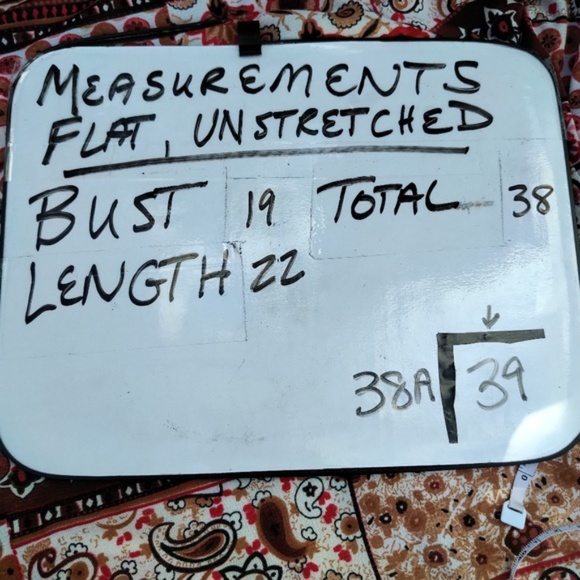 MEASUREMENTS
FLAT, UNSTRETCHED
BUST 19 TOTAL 38
LENGTH 22
↓
38A 39